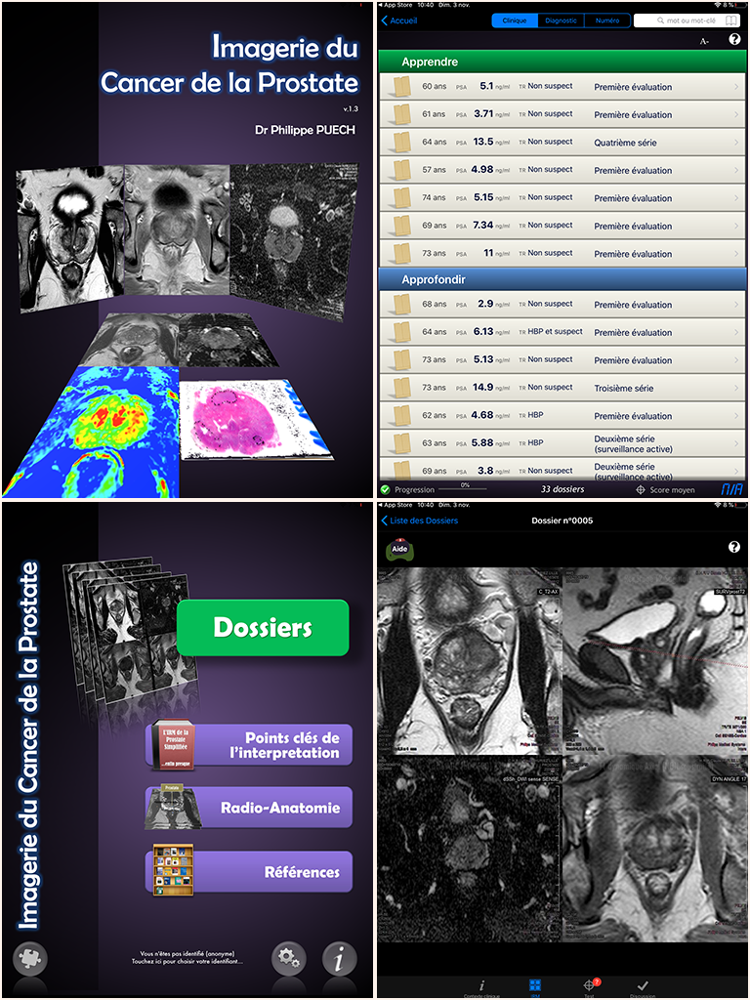 Imagerie du
Cancer de la Prostate
v.1.3
Dr Philippe PUECH
App Store 10:40 Dim. 3 nov. 8 %
Accueil
Clinique Diagnostic Numéro
mot ou mot-clé
A- ?
Apprendre
60 ans PSA 5.1 ng/ml TR Non suspect Première évaluation
61 ans PSA 3.71 ng/ml TR Non suspect Première évaluation
64 ans PSA 13.5 ng/ml TR Non suspect Quatrième série
57 ans PSA 4.98 ng/ml TR Non suspect Première évaluation
74 ans PSA 5.15 ng/ml TR Non suspect Première évaluation
69 ans PSA 7.34 ng/ml TR Non suspect Première évaluation
73 ans PSA 11 ng/ml TR Non suspect Première évaluation
Approfondir
68 ans PSA 2.9 ng/ml TR Non suspect Première évaluation
64 ans PSA 6.13 ng/ml TR HBP et suspect Première évaluation
73 ans PSA 5.13 ng/ml TR Non suspect Première évaluation
73 ans PSA 14.9 ng/ml TR Non suspect Troisième série
62 ans PSA 4.68 ng/ml TR HBP Première évaluation
63 ans PSA 5.88 ng/ml TR HBP Deuxième série
(surveillance active)
69 ans PSA 3.8 ng/ml TR Non suspect Deuxième série
(surveillance active)
Progression 0% 33 dossiers Score moyen N/A
Imagerie du Cancer de la Prostate
Dossiers
L'IRM de la
Prostate
Simplifiée
...enfin presque
Points clés de
l'interpretation
Prostate
Radio-Anatomie
Références
Vous n'êtes pas identifié (anonyme)
Touchez ici pour choisir votre identifiant...
i
App Store 10:40 Dim. 3 nov. 8 %
Liste des Dossiers
Dossier n°0005
Aide ?
C_T2-AX
SURVprostT2
dSSh_DWI sense SENSE
DYN ANGLE 17
Contexte clinique
IRM
Test
7
Discussion